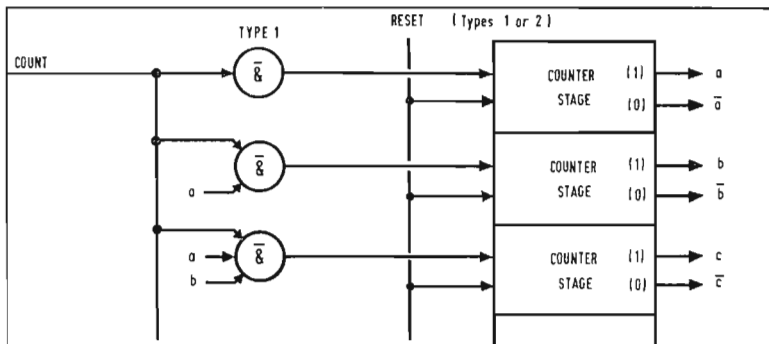 RESET (Types 1 or 2)
TYPE 1
COUNT
&̅
COUNTER (1) a
STAGE (0) a̅
&̅
a
COUNTER (1) b
STAGE (0) b̅
&̅
a
b
COUNTER (1) c
STAGE (0) c̅